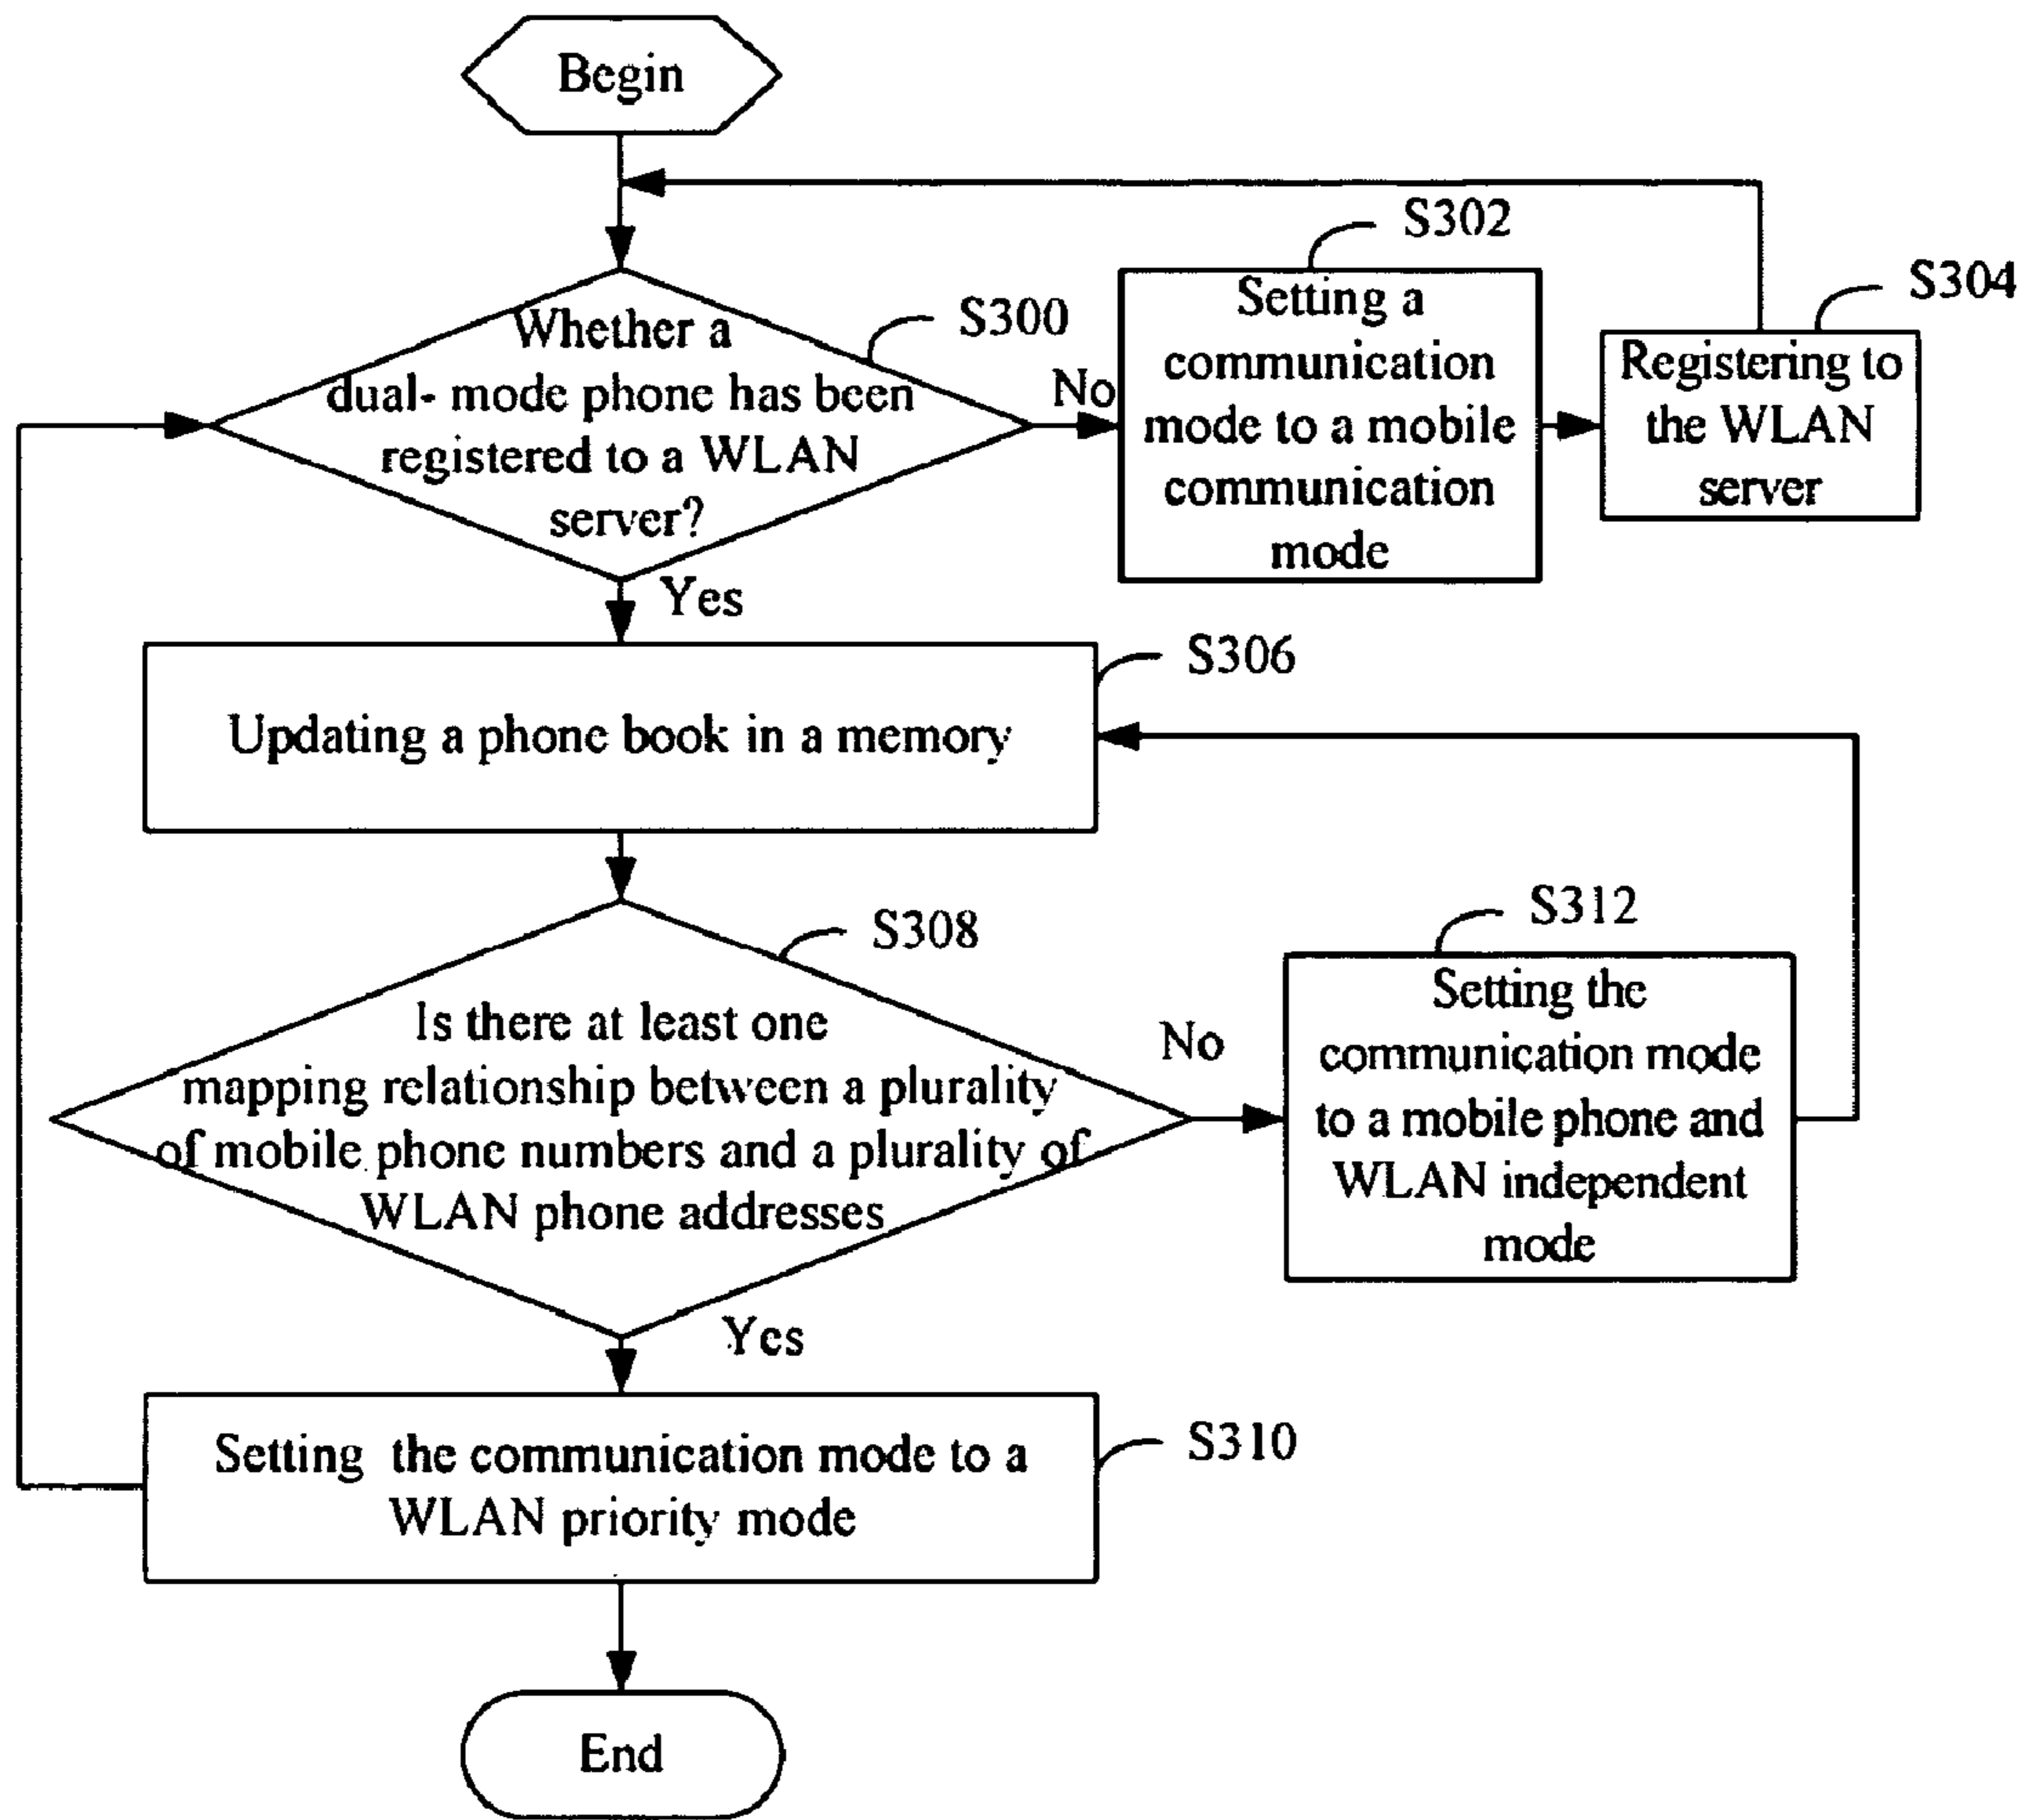 Begin
S300
Whether a
dual- mode phone has been
registered to a WLAN
server?
No
S302
Setting a
communication
mode to a mobile
communication
mode
S304
Registering to
the WLAN
server
Yes
S306
Updating a phone book in a memory
S308
Is there at least one
mapping relationship between a plurality
of mobile phone numbers and a plurality of
WLAN phone addresses
No
S312
Setting the
communication mode
to a mobile phone and
WLAN independent
mode
Yes
S310
Setting the communication mode to a
WLAN priority mode
End